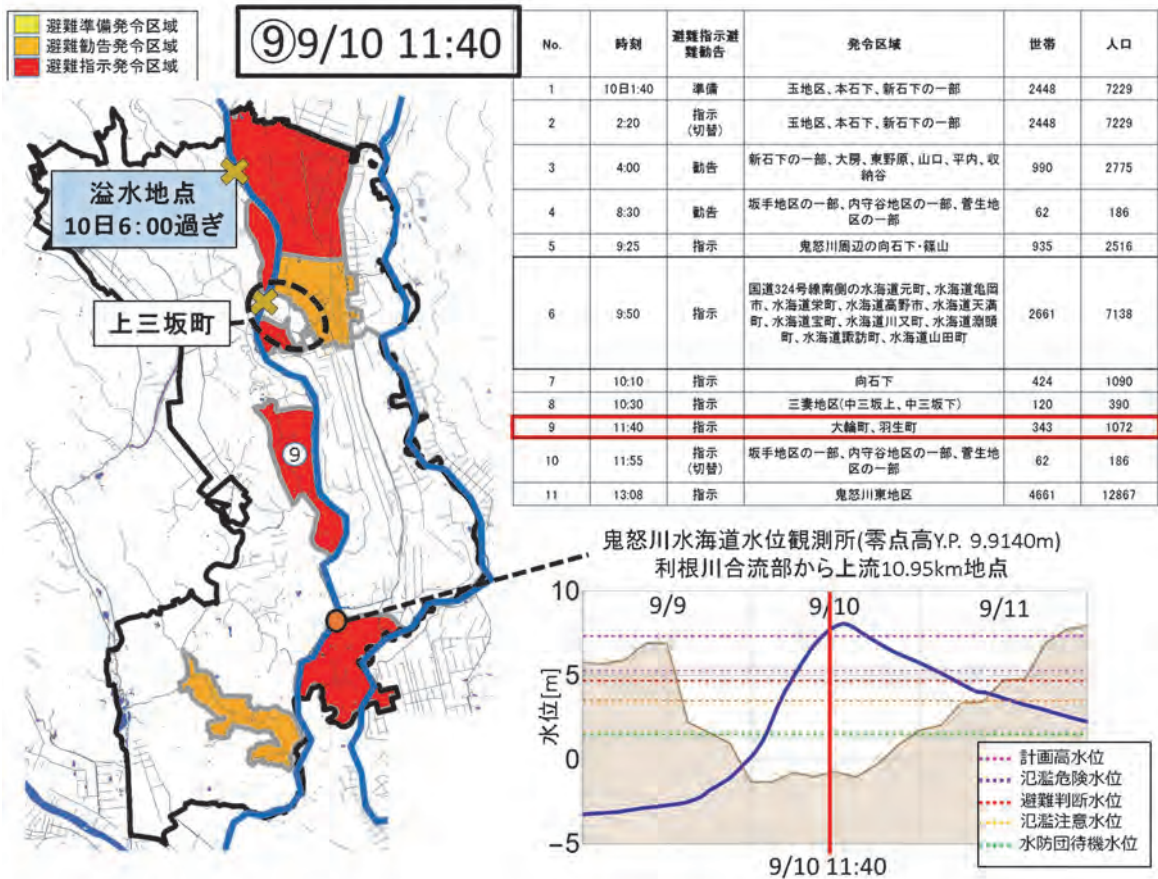 避難準備発令区域
避難勧告発令区域
避難指示発令区域
⑨9/10 11:40
溢水地点
10日6:00過ぎ
上三坂町
⑨
No. 時刻 避難指示避難勧告 発令区域 世帯 人口
1 10日1:40 準備 玉地区、本石下、新石下の一部 2448 7229
2 2:20 指示(切替) 玉地区、本石下、新石下の一部 2448 7229
3 4:00 勧告 新石下の一部、大房、東野原、山口、平内、収納谷 990 2775
4 8:30 勧告 坂手地区の一部、内守谷地区の一部、菅生地区の一部 62 186
5 9:25 指示 鬼怒川周辺の向石下・篠山 935 2516
6 9:50 指示 国道324号線南側の水海道元町、水海道亀岡市、水海道栄町、水海道高野市、水海道天満町、水海道宝町、水海道川又町、水海道淵頭町、水海道諏訪町、水海道山田町 2661 7138
7 10:10 指示 向石下 424 1090
8 10:30 指示 三妻地区(中三坂上、中三坂下) 120 390
9 11:40 指示 大輪町、羽生町 343 1072
10 11:55 指示(切替) 坂手地区の一部、内守谷地区の一部、菅生地区の一部 62 186
11 13:08 指示 鬼怒川東地区 4661 12867
鬼怒川水海道水位観測所(零点高Y.P. 9.9140m)
利根川合流部から上流10.95km地点
10
5
0
−5
水位[m]
9/9 9/10 9/11
計画高水位
氾濫危険水位
避難判断水位
氾濫注意水位
水防団待機水位
9/10 11:40